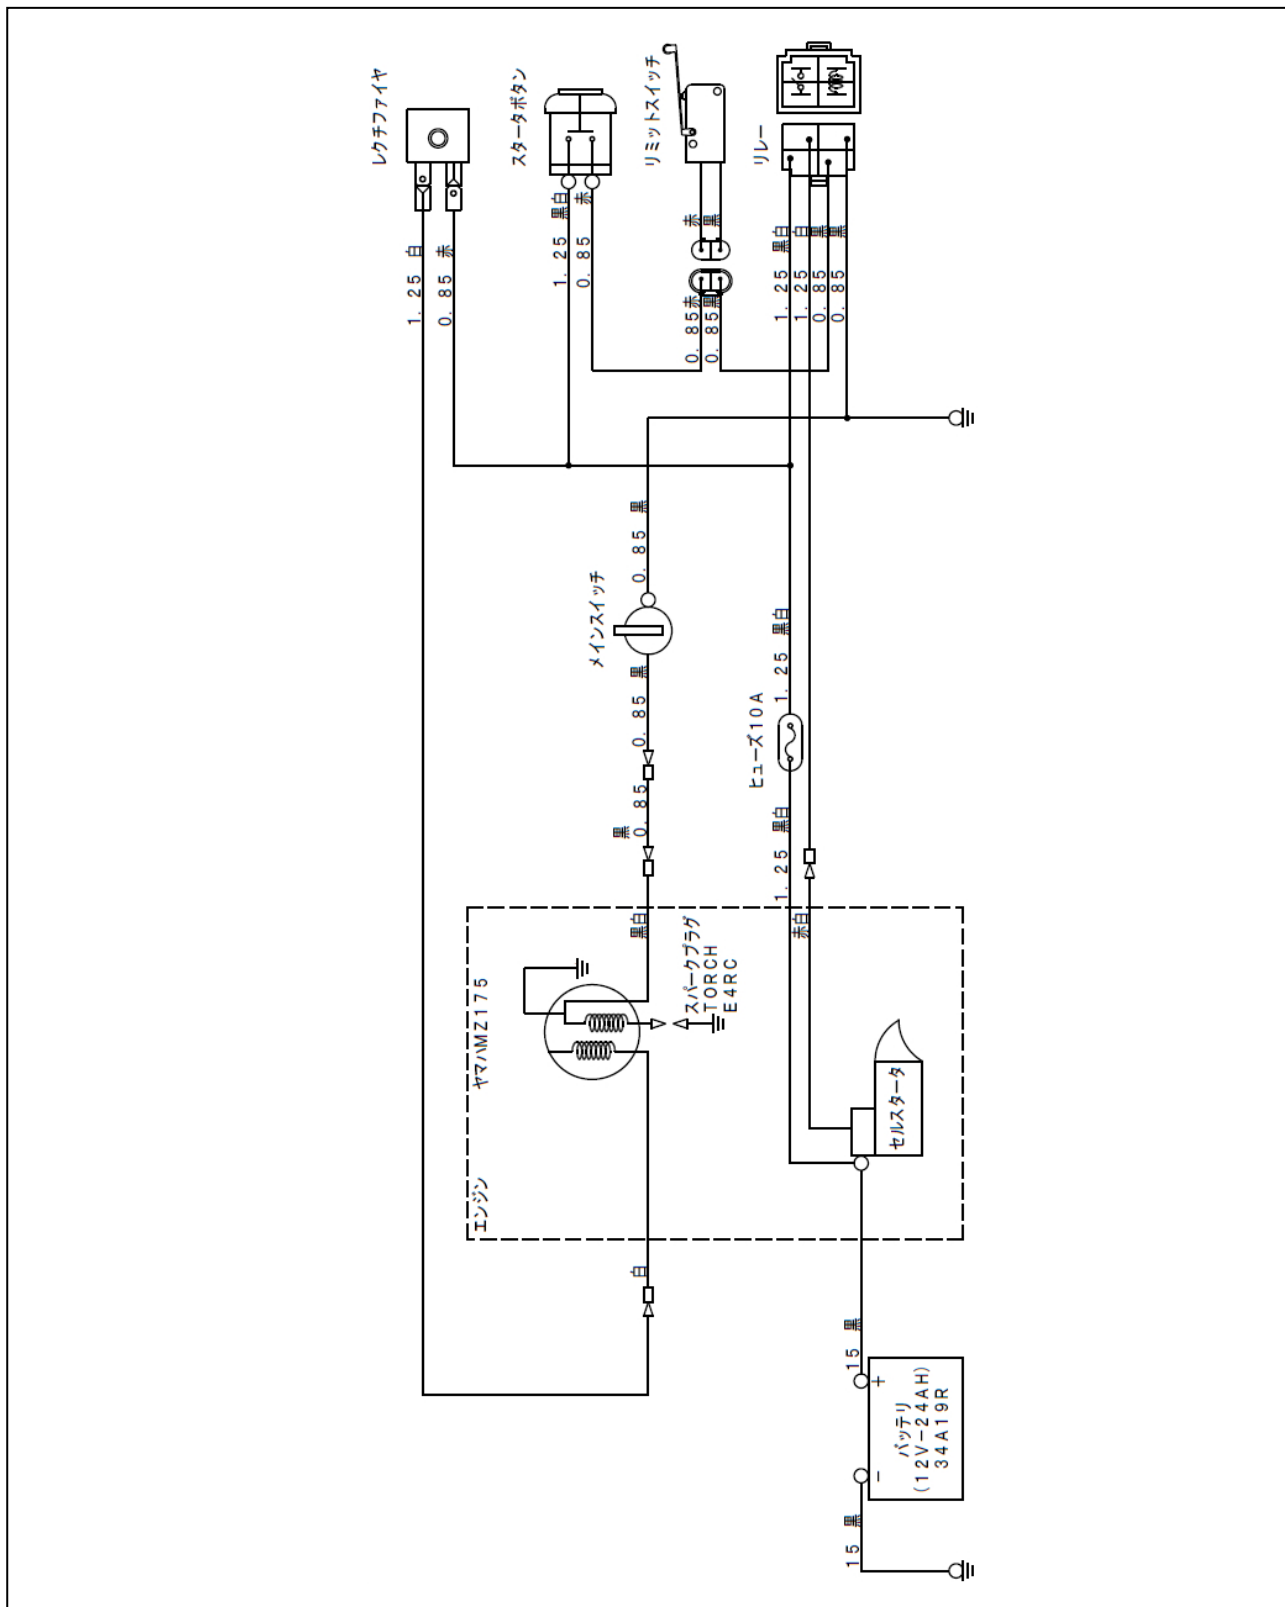 レクチファイヤ
1.25 白
0.85 赤
スタータボタン
1.25 黒白
0.85 赤
リミットスイッチ
赤
黒
0.85赤
0.85黒
リレー
1.25 黒白
1.25 白
0.85 黒
0.85 黒
メインスイッチ
0.85 黒
0.85 黒
黒
0.85
黒白
ヒューズ10A
1.25 黒白
1.25 黒白
赤白
エンジン
ヤマハMZ175
スパークプラグ
TORCH
E4RC
セルスタータ
白
15 黒
+
バッテリ
(12V-24AH)
34A19R
-
15 黒